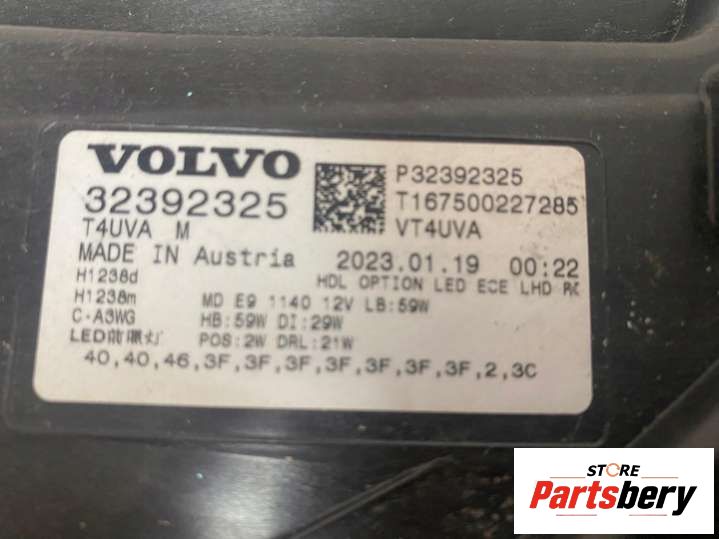 VOLVO
32392325
T4UVA M
P32392325
T167500227285
VT4UVA
MADE IN Austria 2023.01.19 00:22
H1238d HDL OPTION LED ECE LHD
H1238m MD E9 1140 12V LB:59W
C-A3WG HB:59W DI:29W
LED前照灯 POS:2W DRL:21W
40,40,46,3F,3F,3F,3F,3F,3F,3F,2,3C
STORE
Partsbery